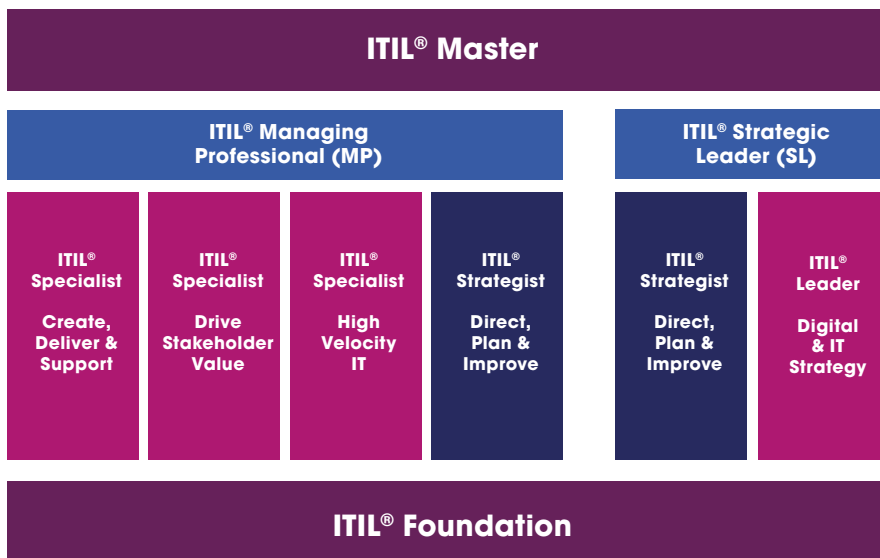 ITIL® Master
ITIL® Managing
Professional (MP)
ITIL® Strategic
Leader (SL)
ITIL®
Specialist
Create,
Deliver &
Support
ITIL®
Specialist
Drive
Stakeholder
Value
ITIL®
Specialist
High
Velocity
IT
ITIL®
Strategist
Direct,
Plan &
Improve
ITIL®
Strategist
Direct,
Plan &
Improve
ITIL®
Leader
Digital
& IT
Strategy
ITIL® Foundation